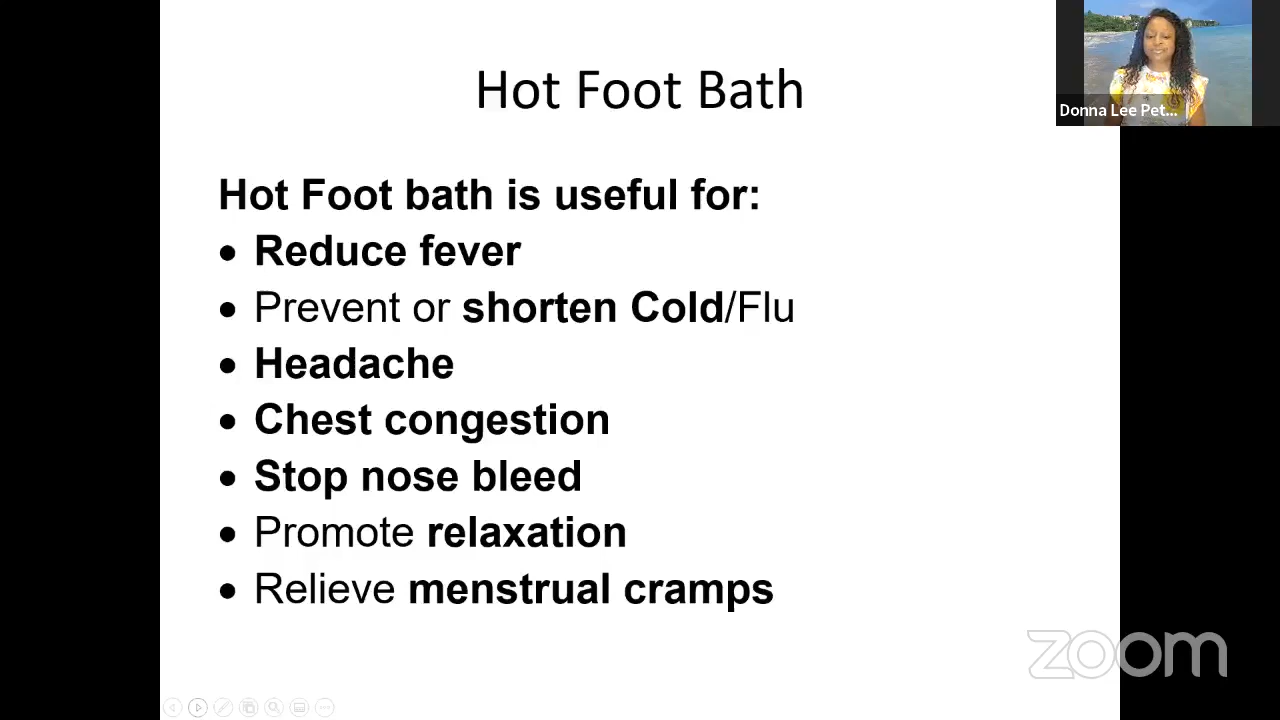 Hot Foot Bath
Donna Lee Pet...
Hot Foot bath is useful for:
• Reduce fever
• Prevent or shorten Cold/Flu
• Headache
• Chest congestion
• Stop nose bleed
• Promote relaxation
• Relieve menstrual cramps
zoom